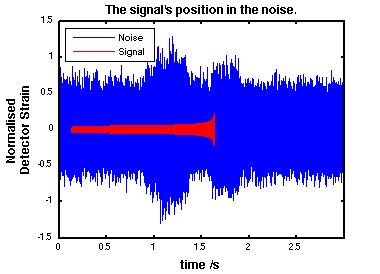 The signal's position in the noise.
Noise
Signal
1.5
1
0.5
0
-0.5
-1
-1.5
Normalised
Detector Strain
0
0.5
1
1.5
2
2.5
time /s